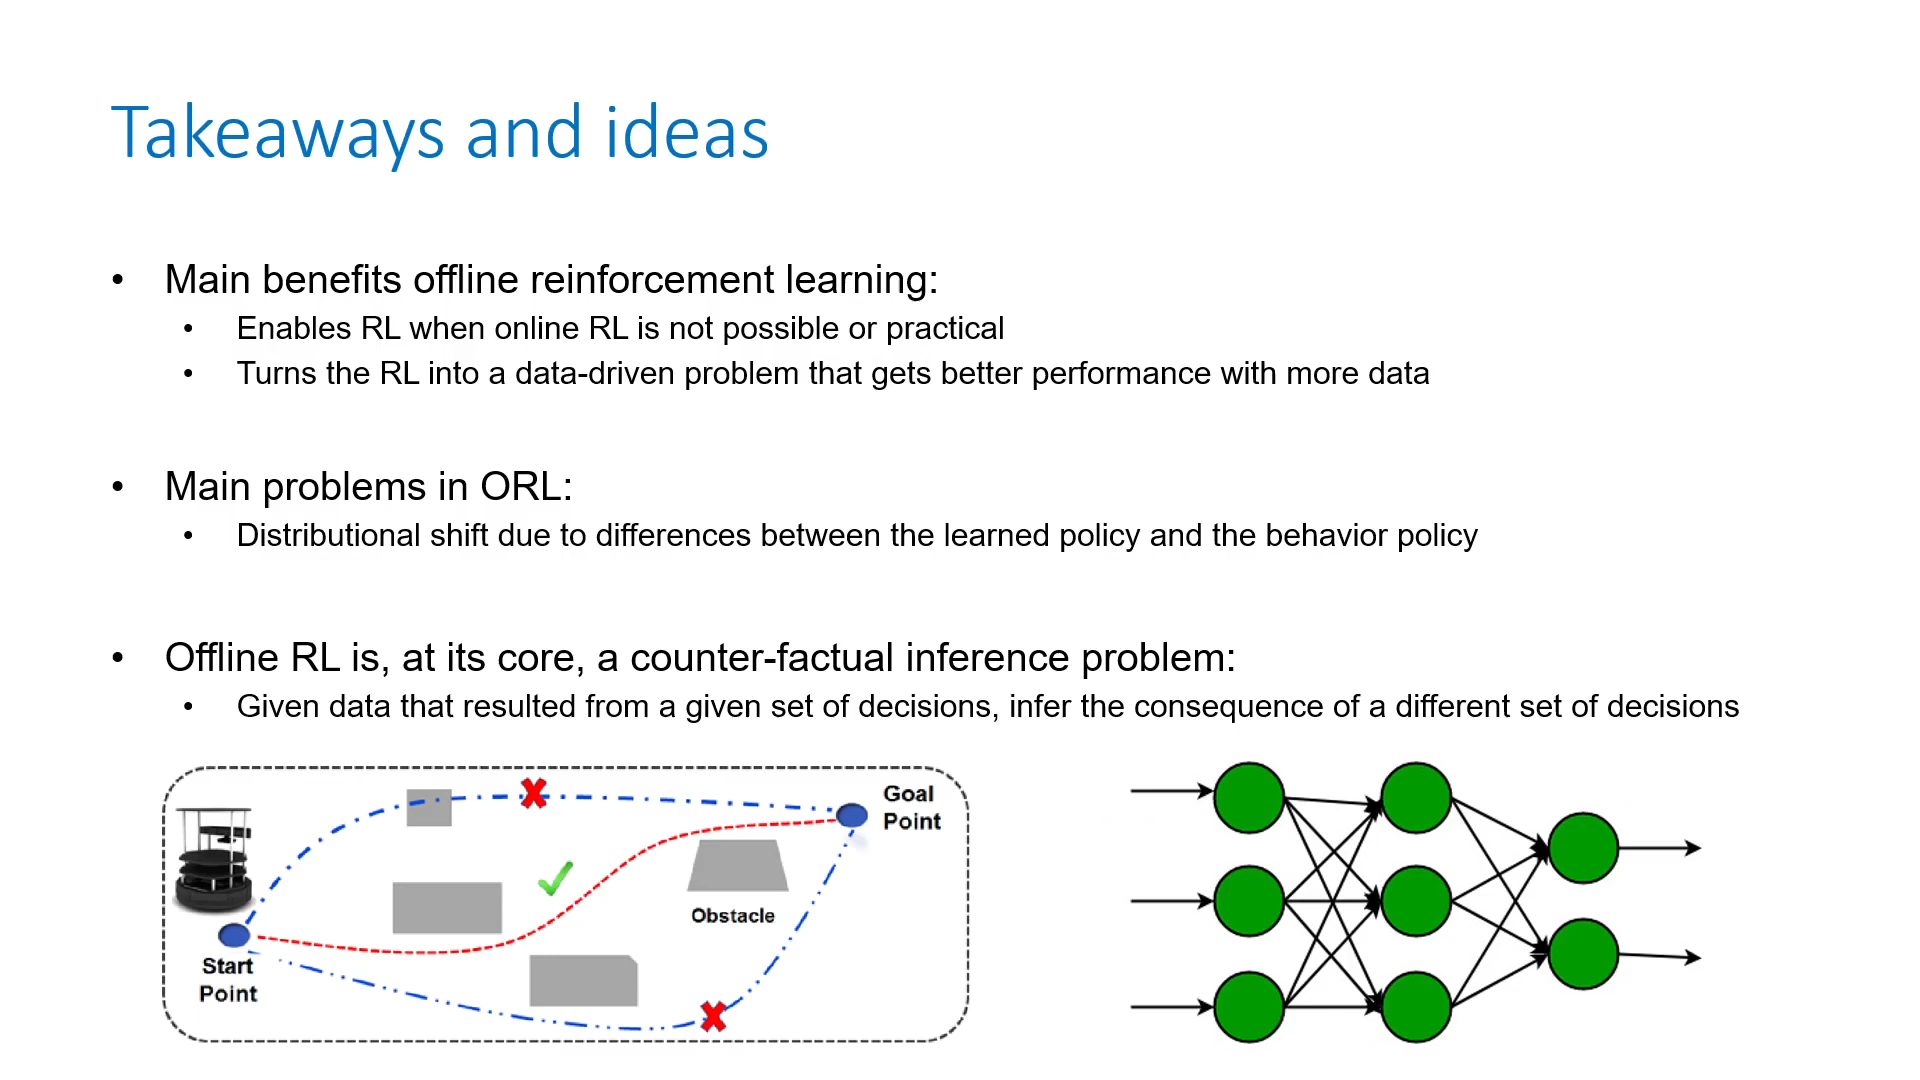 Takeaways and ideas
• Main benefits offline reinforcement learning:
• Enables RL when online RL is not possible or practical
• Turns the RL into a data-driven problem that gets better performance with more data
• Main problems in ORL:
• Distributional shift due to differences between the learned policy and the behavior policy
• Offline RL is, at its core, a counter-factual inference problem:
• Given data that resulted from a given set of decisions, infer the consequence of a different set of decisions
Goal
Point
Obstacle
Start
Point